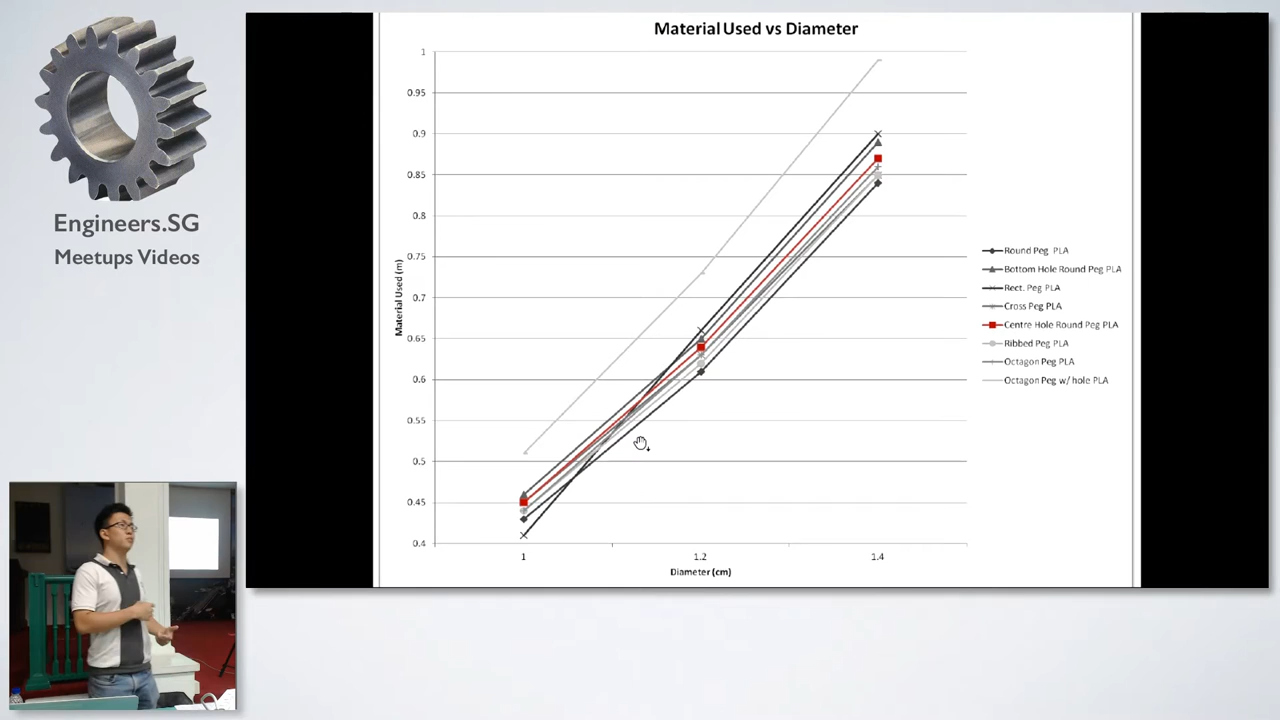 Engineers.SG
Meetups Videos
Material Used vs Diameter
1
0.95
0.9
0.85
0.8
0.75
0.7
0.65
0.6
0.55
0.5
0.45
0.4
Material Used (m)
1
1.2
1.4
Diameter (cm)
Round Peg PLA
Bottom Hole Round Peg PLA
Rect. Peg PLA
Cross Peg PLA
Centre Hole Round Peg PLA
Ribbed Peg PLA
Octagon Peg PLA
Octagon Peg w/ hole PLA